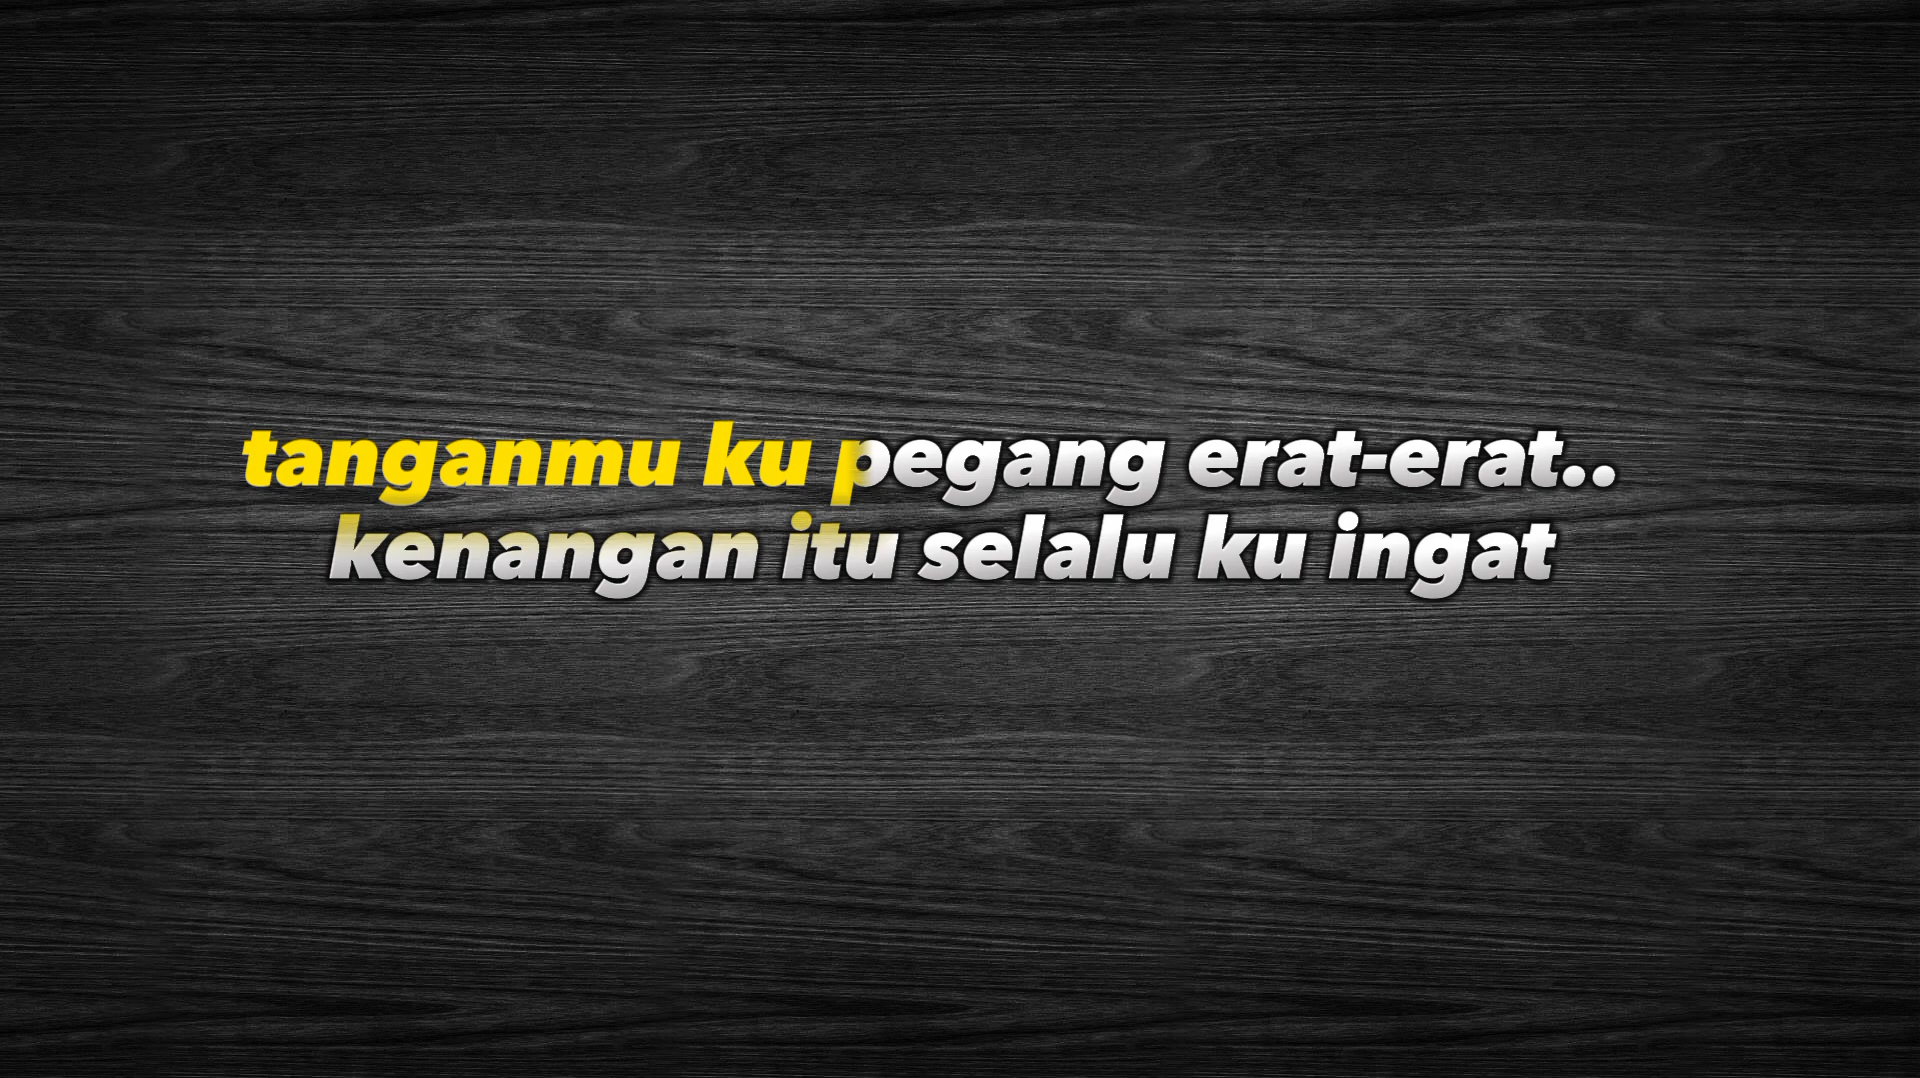 tanganmu ku pegang erat-erat..
kenangan itu selalu ku ingat